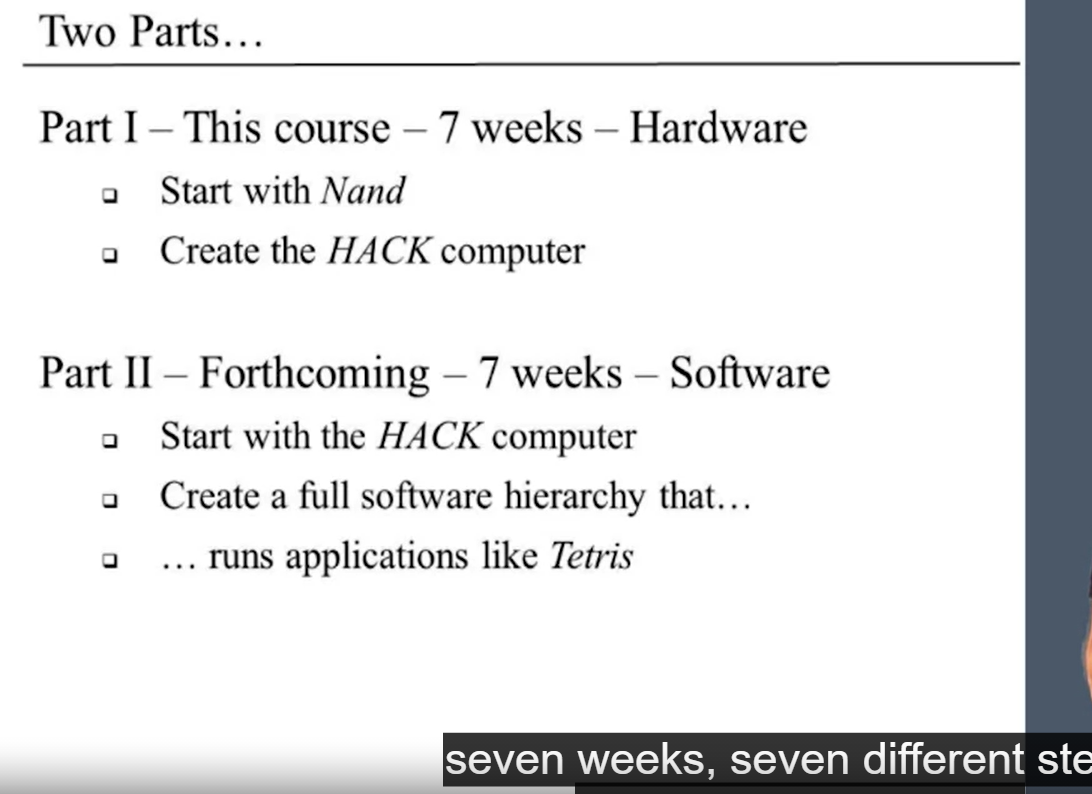 Two Parts…
Part I – This course – 7 weeks – Hardware
❑ Start with Nand
❑ Create the HACK computer
Part II – Forthcoming – 7 weeks – Software
❑ Start with the HACK computer
❑ Create a full software hierarchy that…
❑ … runs applications like Tetris
seven weeks, seven different ste